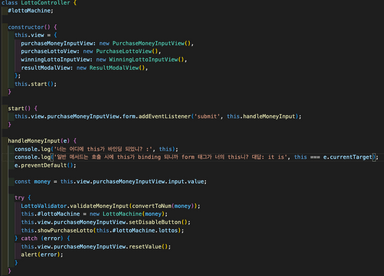 class LottoController {
#lottoMachine;
constructor() {
this.view = {
purchaseMoneyInputView: new PurchaseMoneyInputView(),
purchaseLottoView: new PurchaseLottoView(),
winningLottoInputView: new WinningLottoInputView(),
resultModalView: new ResultModalView(),
};
this.start();
}
start() {
this.view.purchaseMoneyInputView.form.addEventListener('submit', this.handleMoneyInput);
}
handleMoneyInput(e) {
console.log('너는 어디에 this가 바인딩 되었니? :', this);
console.log('일반 메서드는 호출 시에 this가 binding 되니까 form 태그가 너의 this니? 대답: it is', this === e.currentTarget);
e.preventDefault();
const money = this.view.purchaseMoneyInputView.input.value;
try {
LottoValidator.validateMoneyInput(convertToNum(money));
this.#lottoMachine = new LottoMachine(money);
this.view.purchaseMoneyInputView.setDisableButton();
this.showPurchaseLotto(this.#lottoMachine.lottos);
} catch (error) {
this.view.purchaseMoneyInputView.resetValue();
alert(error);
}
}